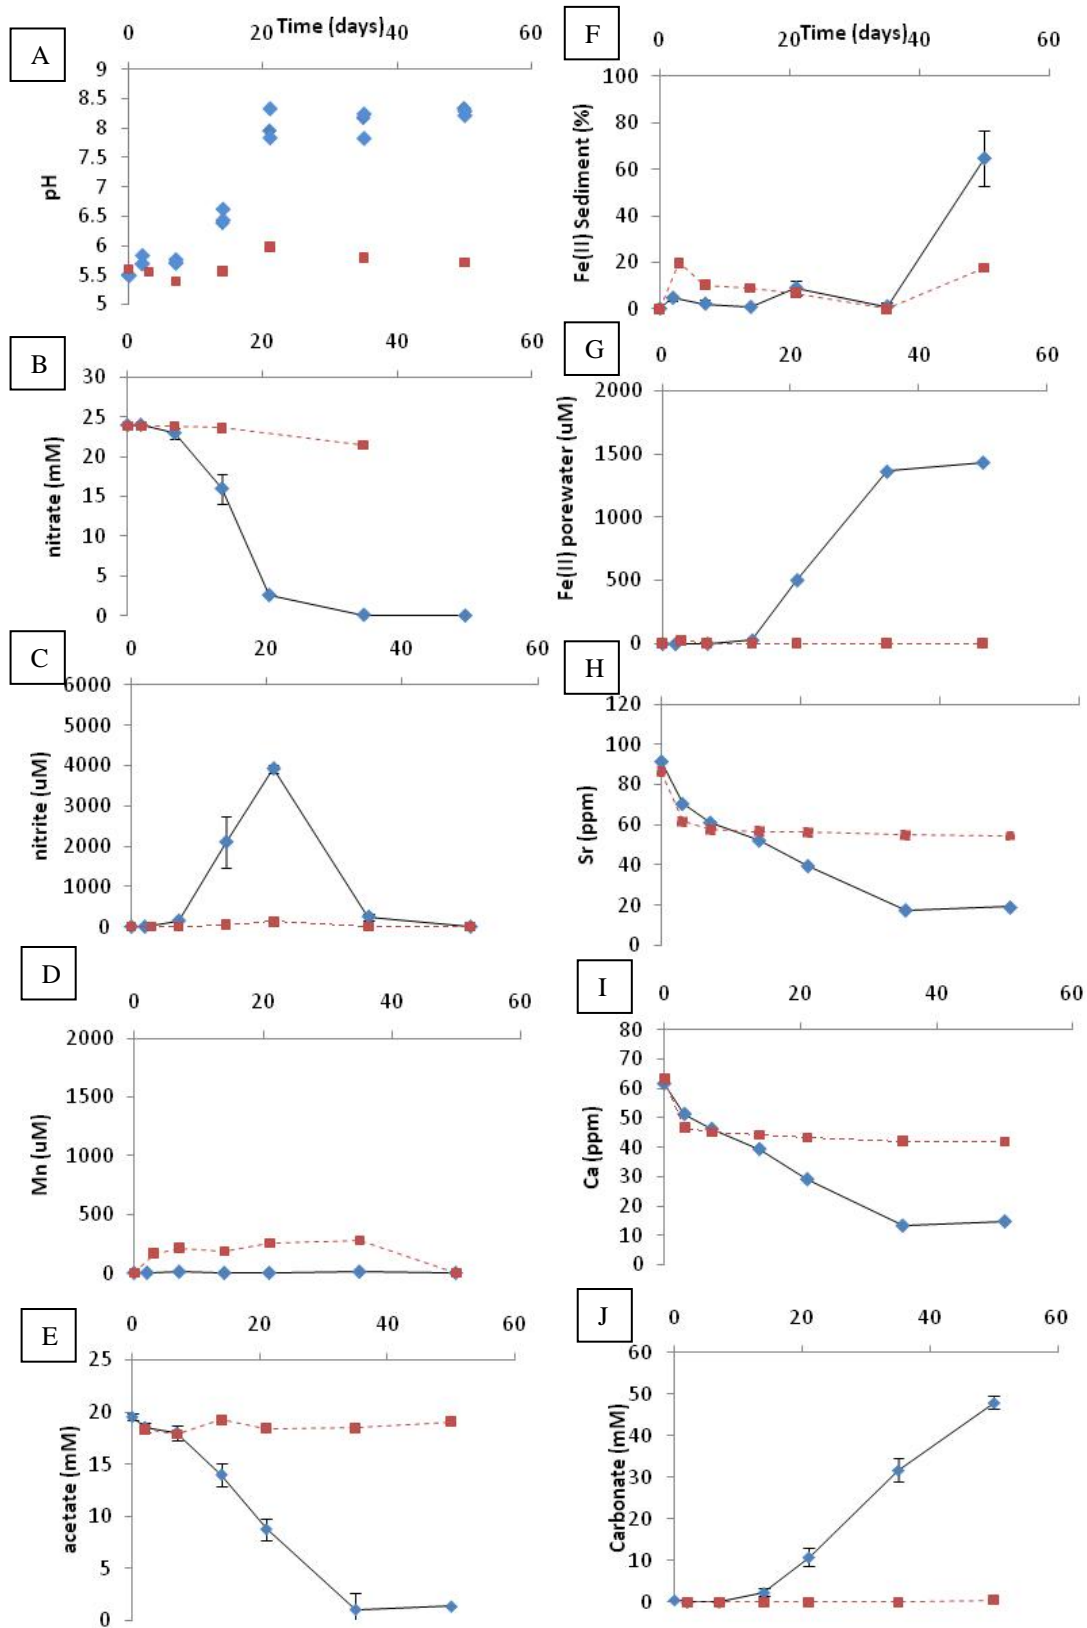 A
0 20 Time (days) 40 60
9
8.5
8
7.5
7
6.5
6
5.5
5
pH
B
0 20 40 60
30
25
20
15
10
5
0
nitrate (mM)
C
0 20 40 60
6000
5000
4000
3000
2000
1000
0
nitrite (uM)
D
0 20 40 60
2000
1500
1000
500
0
Mn (uM)
E
0 20 40 60
25
20
15
10
5
0
acetate (mM)
F
0 20 Time (days) 40 60
100
80
60
40
20
0
Fe(II) Sediment (%)
G
0 20 40 60
2000
1500
1000
500
0
Fe(II) porewater (uM)
H
120
100
80
60
40
20
0
Sr (ppm)
I
0 20 40 60
80
70
60
50
40
30
20
10
0
Ca (ppm)
J
0 20 40 60
60
50
40
30
20
10
0
Carbonate (mM)